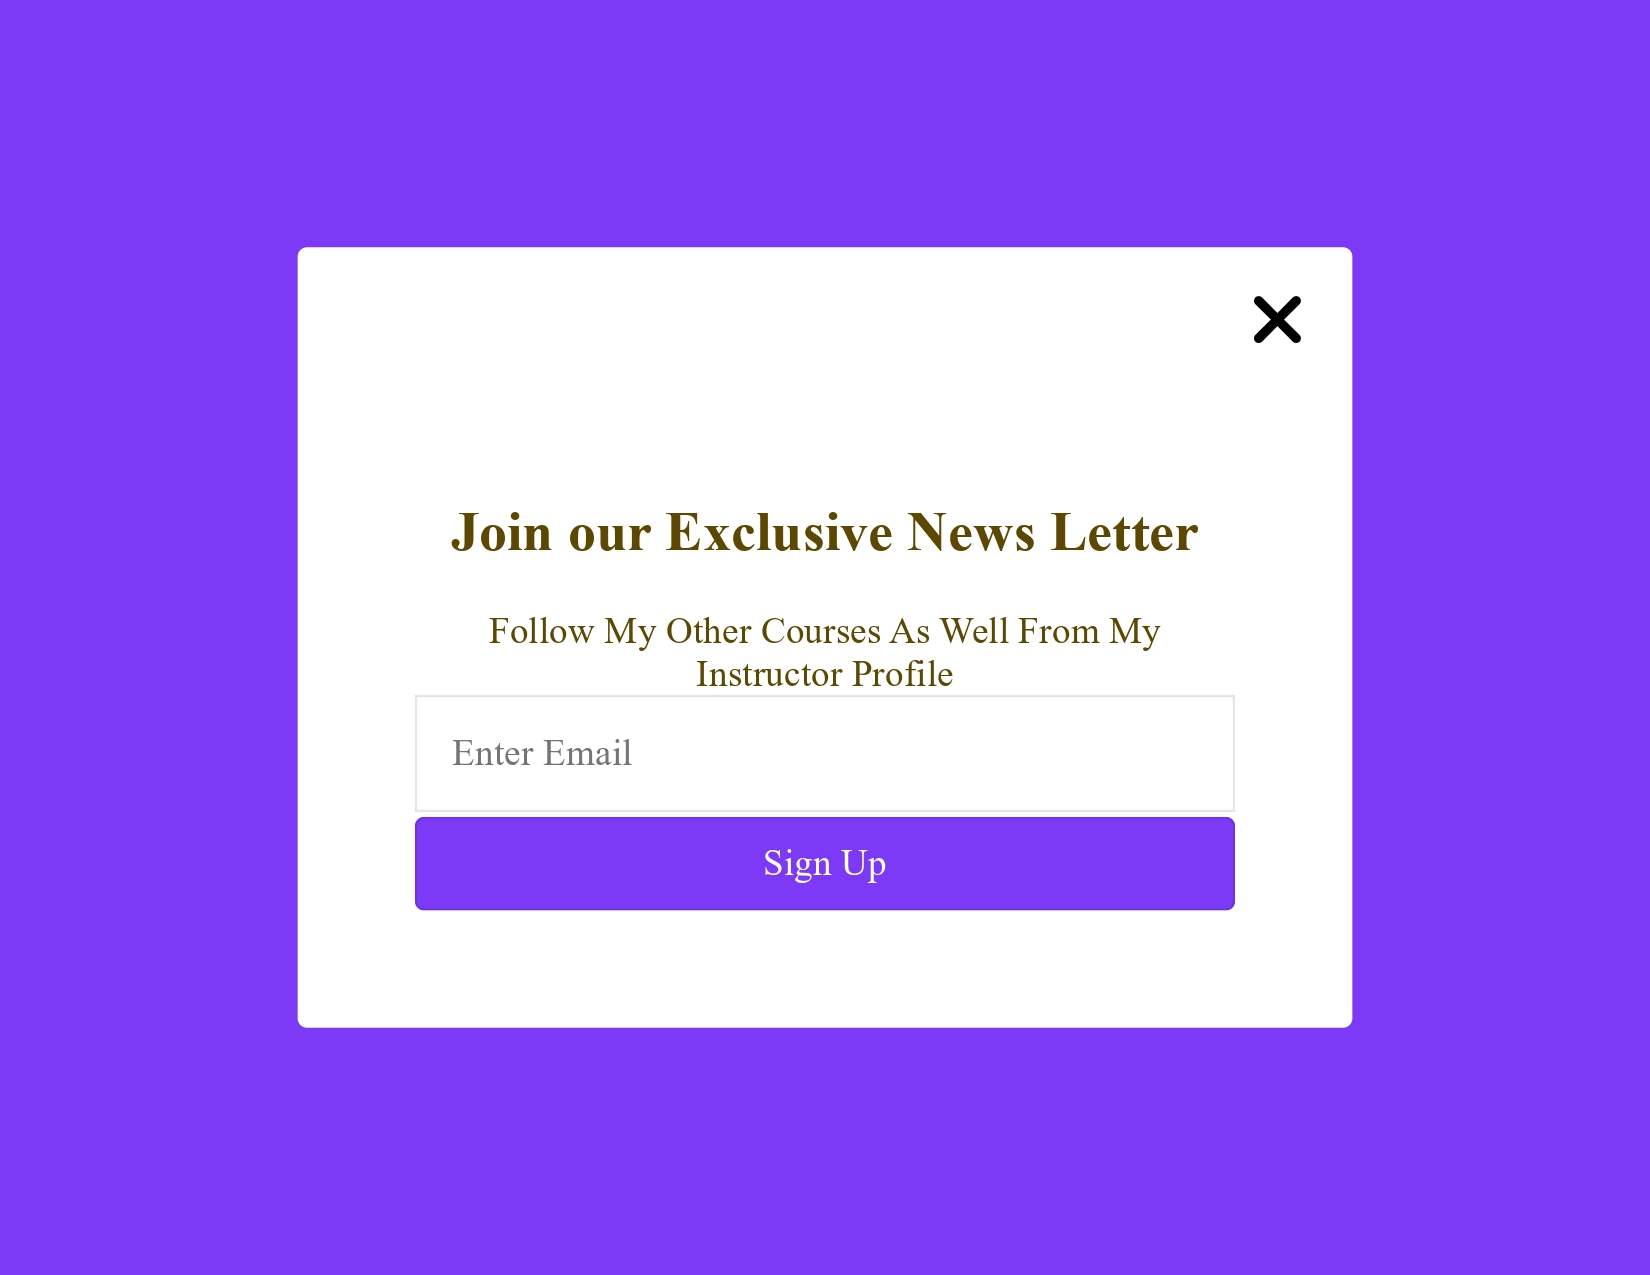 Join our Exclusive News Letter
Follow My Other Courses As Well From My
Instructor Profile
Enter Email
Sign Up